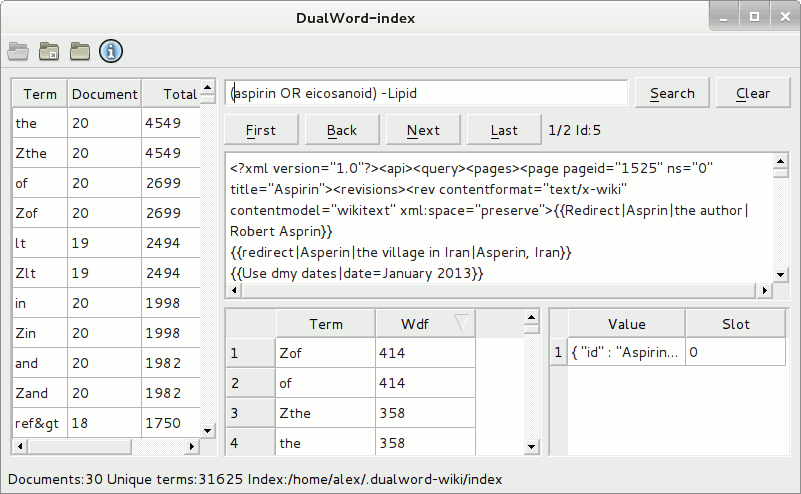 DualWord-index
Term Document Total
the 20 4549
Zthe 20 4549
of 20 2699
Zof 20 2699
lt 19 2494
Zlt 19 2494
in 20 1998
Zin 20 1998
and 20 1982
Zand 20 1982
ref&gt 18 1750
(aspirin OR eicosanoid) -Lipid Search Clear
First Back Next Last 1/2 Id:5
<?xml version="1.0"?><api><query><pages><page pageid="1525" ns="0"
title="Aspirin"><revisions><rev contentformat="text/x-wiki"
contentmodel="wikitext" xml:space="preserve">{{Redirect|Asprin|the author|
Robert Asprin}}
{{redirect|Asperin|the village in Iran|Asperin, Iran}}
{{Use dmy dates|date=January 2013}}
Term Wdf
1 Zof 414
2 of 414
3 Zthe 358
4 the 358
Value Slot
1 { "id" : "Aspirin... 0
Documents:30 Unique terms:31625 Index:/home/alex/.dualword-wiki/index